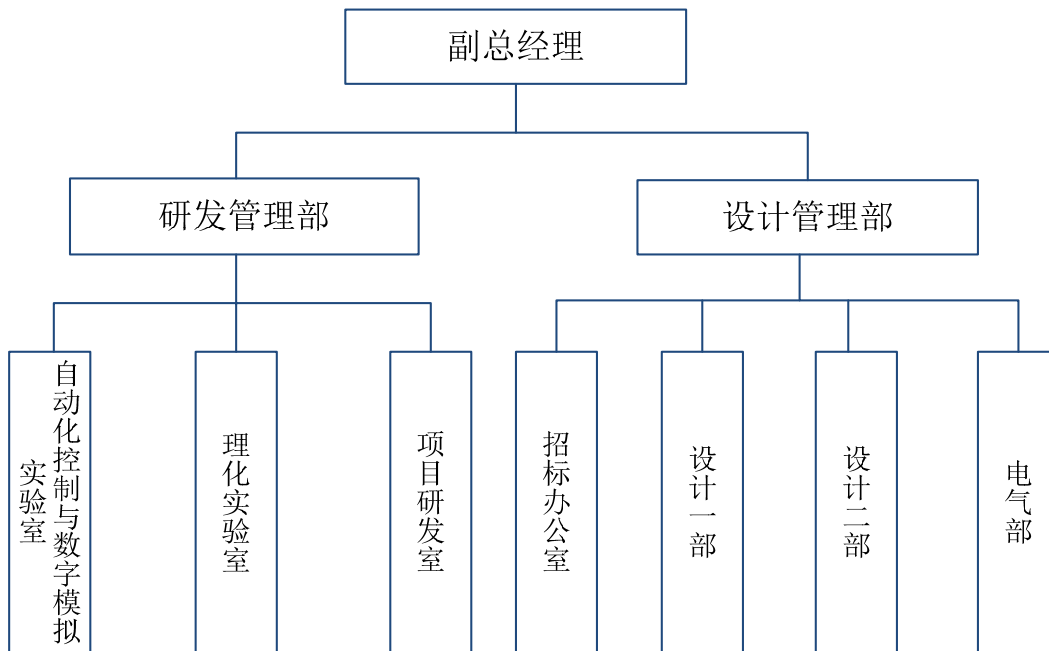 副总经理
研发管理部
设计管理部
自动化控制与数字模拟
实验室
理化实验室
项目研发室
招标办公室
设计一部
设计二部
电气部